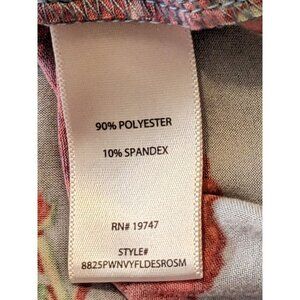 90% POLYESTER
10% SPANDEX
RN# 19747
STYLE#
8825PWNVYFLDESROSM